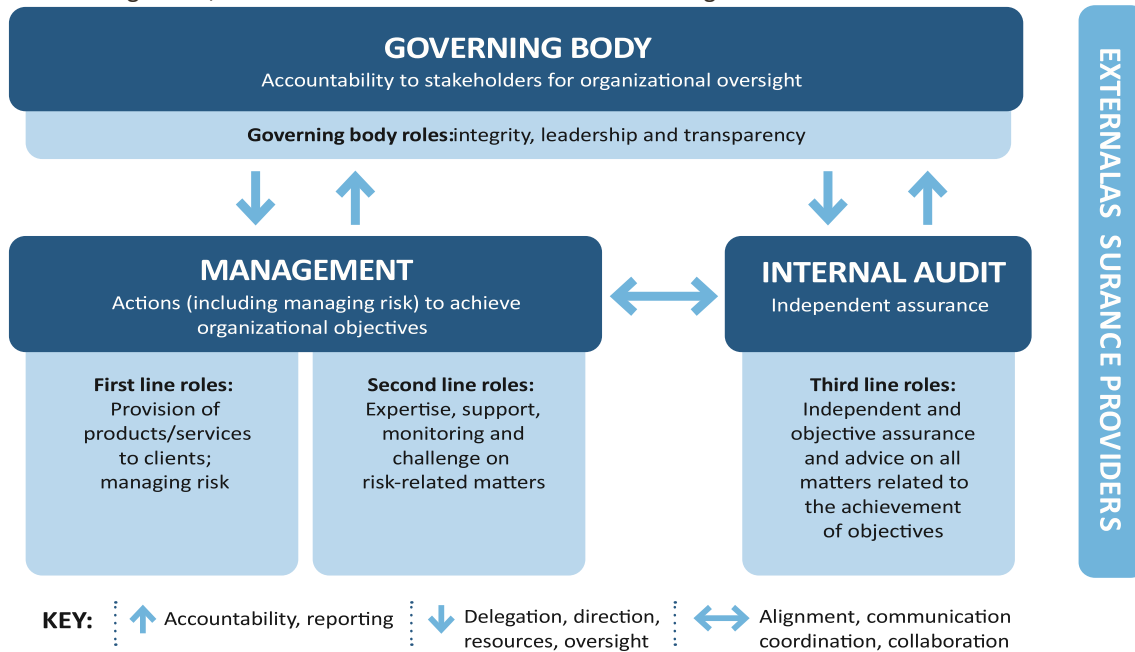 GOVERNING BODY
Accountability to stakeholders for organizational oversight
Governing body roles:integrity, leadership and transparency
MANAGEMENT
Actions (including managing risk) to achieve
organizational objectives
First line roles:
Provision of
products/services
to clients;
managing risk
Second line roles:
Expertise, support,
monitoring and
challenge on
risk-related matters
INTERNAL AUDIT
Independent assurance
Third line roles:
Independent and
objective assurance
and advice on all
matters related to
the achievement
of objectives
EXTERNALAS SURANCE PROVIDERS
KEY:
Accountability, reporting
Delegation, direction,
resources, oversight
Alignment, communication
coordination, collaboration